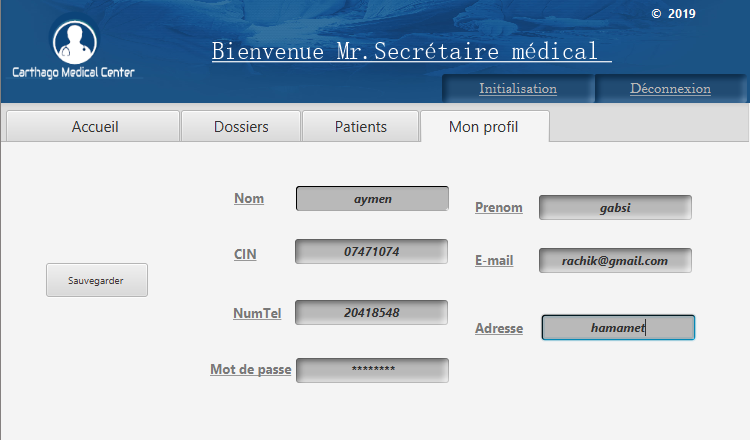 © 2019
Carthago Medical Center
Bienvenue Mr.Secrétaire médical
Initialisation Déconnexion
Accueil Dossiers Patients Mon profil
Nom aymen Prenom gabsi
CIN 07471074 E-mail rachik@gmail.com
Sauvegarder
NumTel 20418548 Adresse hamamet
Mot de passe ********